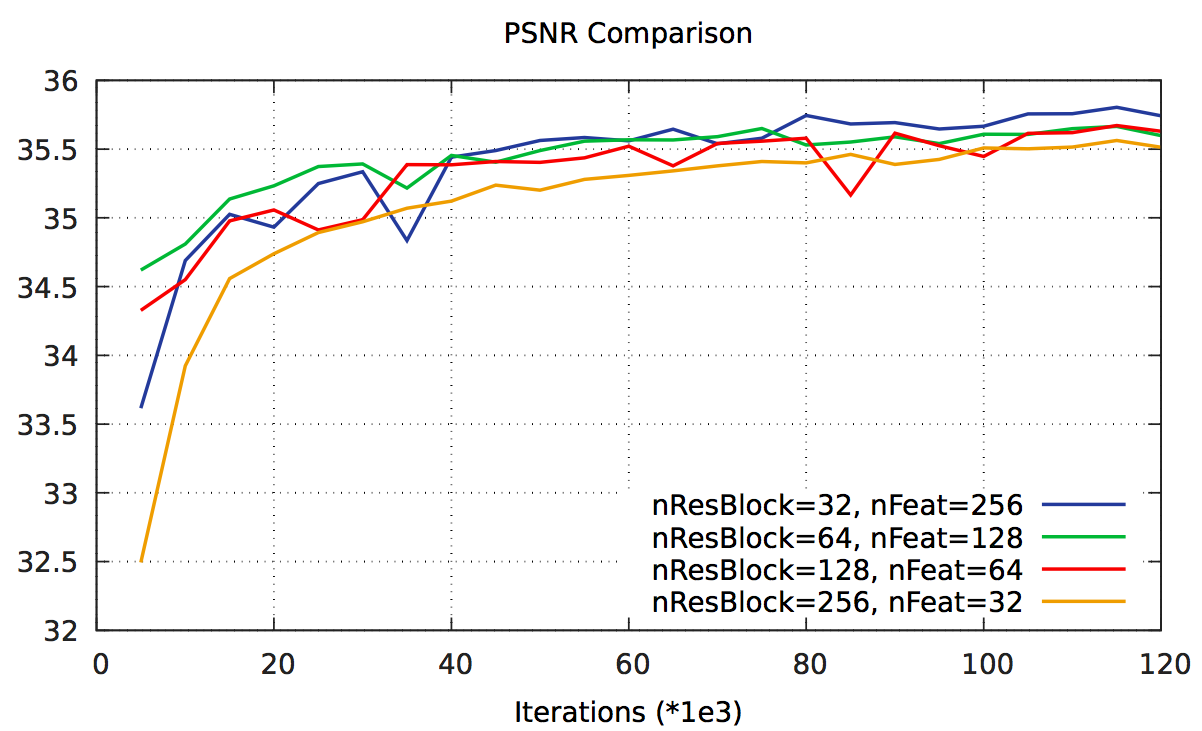 PSNR Comparison
36
35.5
35
34.5
34
33.5
33
32.5
32
nResBlock=32, nFeat=256
nResBlock=64, nFeat=128
nResBlock=128, nFeat=64
nResBlock=256, nFeat=32
0 20 40 60 80 100 120
Iterations (*1e3)